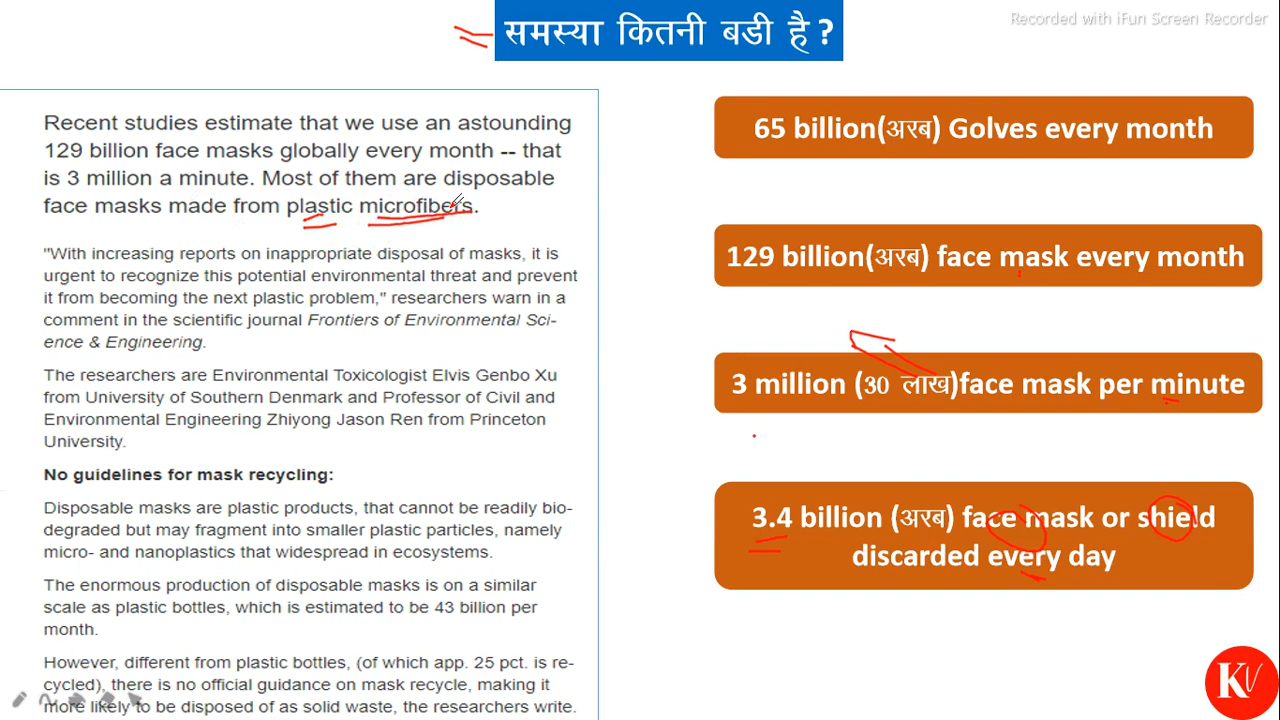 Recorded with iFun Screen Recorder
समस्या कितनी बडी है ?
Recent studies estimate that we use an astounding
129 billion face masks globally every month -- that
is 3 million a minute. Most of them are disposable
face masks made from plastic microfibers.
"With increasing reports on inappropriate disposal of masks, it is
urgent to recognize this potential environmental threat and prevent
it from becoming the next plastic problem," researchers warn in a
comment in the scientific journal Frontiers of Environmental Sci-
ence & Engineering.
The researchers are Environmental Toxicologist Elvis Genbo Xu
from University of Southern Denmark and Professor of Civil and
Environmental Engineering Zhiyong Jason Ren from Princeton
University.
No guidelines for mask recycling:
Disposable masks are plastic products, that cannot be readily bio-
degraded but may fragment into smaller plastic particles, namely
micro- and nanoplastics that widespread in ecosystems.
The enormous production of disposable masks is on a similar
scale as plastic bottles, which is estimated to be 43 billion per
month.
However, different from plastic bottles, (of which app. 25 pct. is re-
cycled), there is no official guidance on mask recycle, making it
more likely to be disposed of as solid waste, the researchers write.
65 billion(अरब) Golves every month
129 billion(अरब) face mask every month
3 million (30 लाख)face mask per minute
3.4 billion (अरब) face mask or shield
discarded every day
KV